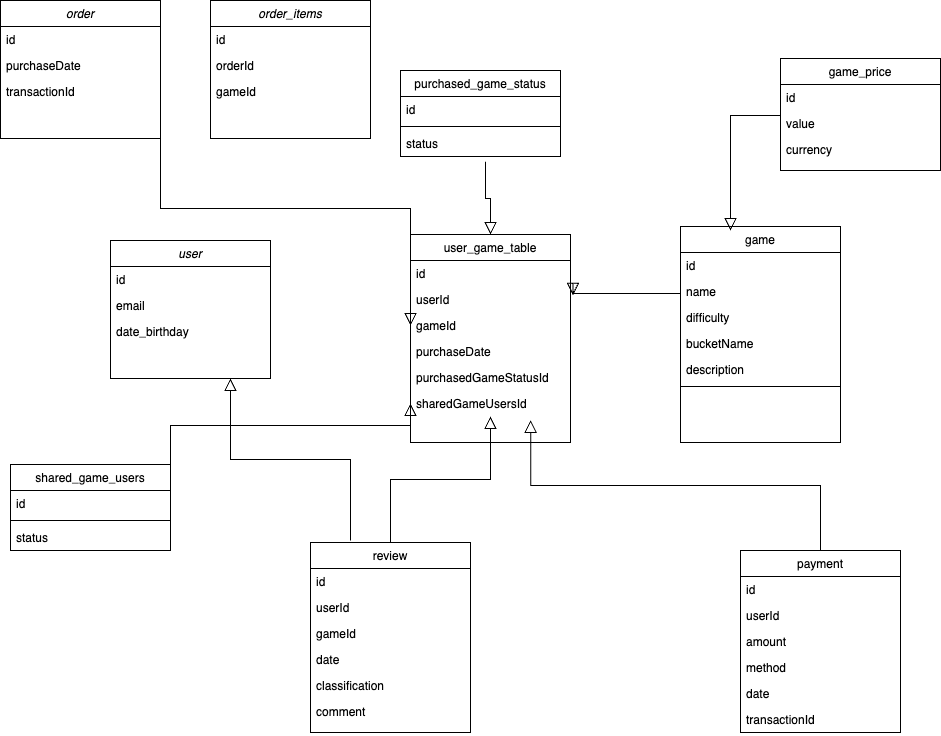 order
id
purchaseDate
transactionId
order_items
id
orderId
gameId
purchased_game_status
id
status
game_price
id
value
currency
user
id
email
date_birthday
user_game_table
id
userId
gameId
purchaseDate
purchasedGameStatusId
sharedGameUsersId
game
id
name
difficulty
bucketName
description
shared_game_users
id
status
review
id
userId
gameId
date
classification
comment
payment
id
userId
amount
method
date
transactionId